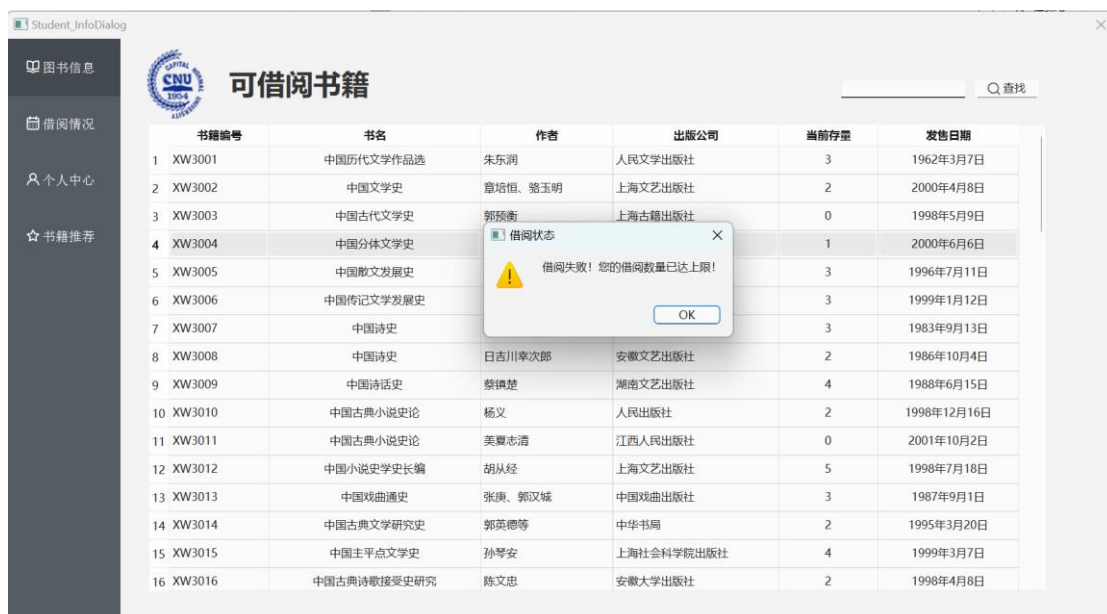 Student_InfoDialog
图书信息
借阅情况
个人中心
书籍推荐
CAPITAL NORMAL UNIVERSITY
CNU
1954
可借阅书籍
查找
书籍编号 书名 作者 出版公司 当前存量 发售日期
1 XW3001 中国历代文学作品选 朱东润 人民文学出版社 3 1962年3月7日
2 XW3002 中国文学史 章培恒、骆玉明 上海文艺出版社 2 2000年4月8日
3 XW3003 中国古代文学史 郭预衡 上海古籍出版社 0 1998年5月9日
4 XW3004 中国分体文学史 1 2000年6月6日
5 XW3005 中国散文发展史 3 1996年7月11日
6 XW3006 中国传记文学发展史 3 1999年1月12日
7 XW3007 中国诗史 3 1983年9月13日
8 XW3008 中国诗史 日吉川幸次郎 安徽文艺出版社 2 1986年10月4日
9 XW3009 中国诗话史 蔡镇楚 湖南文艺出版社 4 1988年6月15日
10 XW3010 中国古典小说史论 杨义 人民出版社 2 1998年12月16日
11 XW3011 中国古典小说史论 美夏志清 江西人民出版社 0 2001年10月2日
12 XW3012 中国小说史学史长编 胡从经 上海文艺出版社 5 1998年7月18日
13 XW3013 中国戏曲通史 张庚、郭汉城 中国戏曲出版社 3 1987年9月1日
14 XW3014 中国古典文学研究史 郭英德等 中华书局 2 1995年3月20日
15 XW3015 中国主平点文学史 孙琴安 上海社会科学院出版社 4 1999年3月7日
16 XW3016 中国古典诗歌接受史研究 陈文忠 安徽大学出版社 2 1998年4月8日
借阅状态
借阅失败！您的借阅数量已达上限！
OK